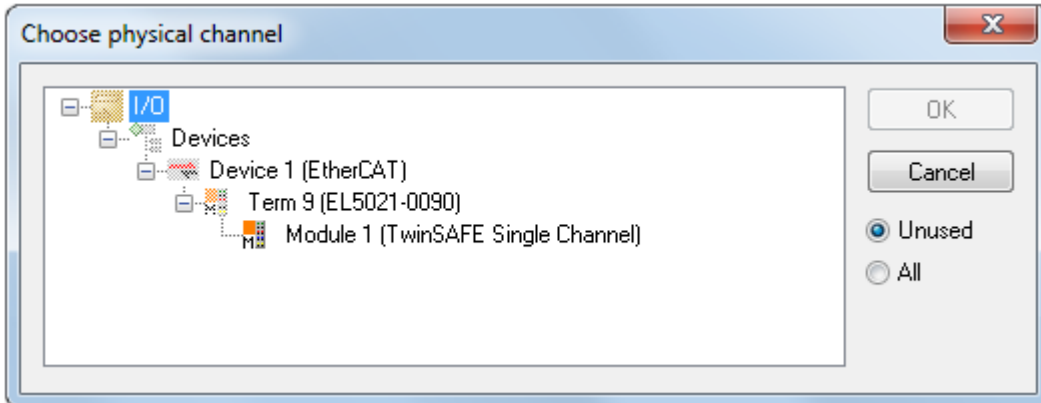 Choose physical channel
I/O
Devices
Device 1 (EtherCAT)
Term 9 (EL5021-0090)
Module 1 (TwinSAFE Single Channel)
OK
Cancel
Unused
All